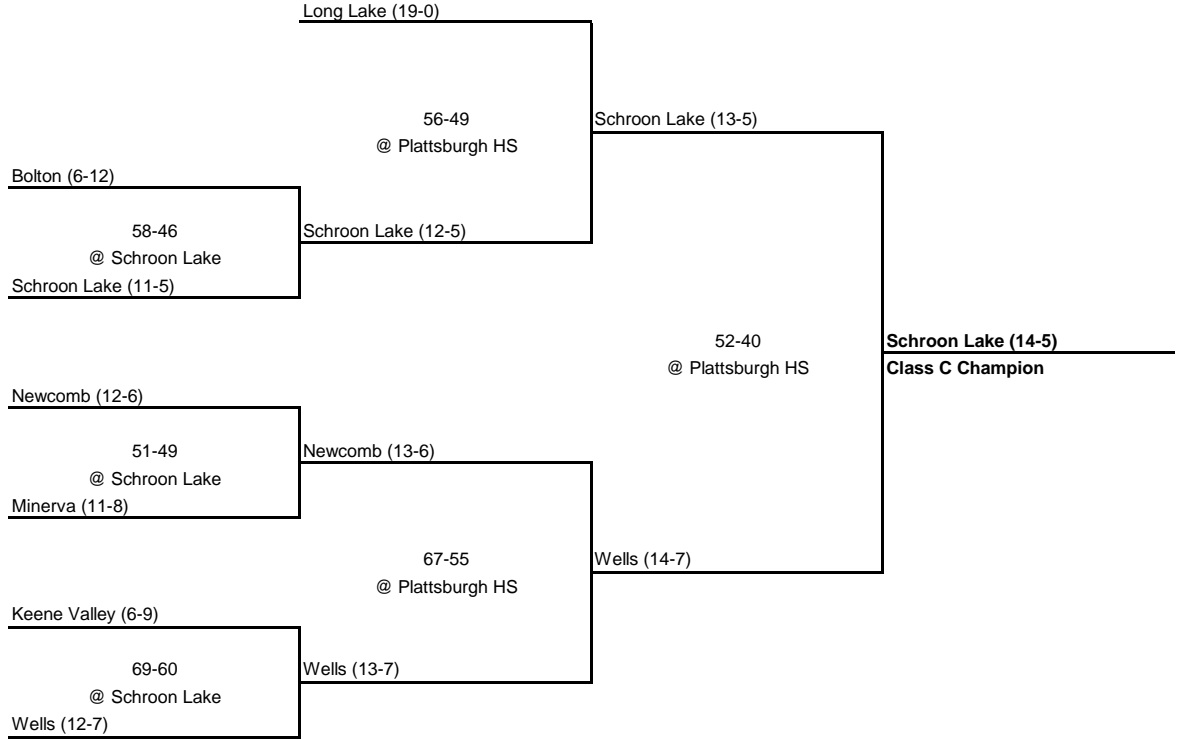 Long Lake (19-0)
56-49
@ Plattsburgh HS
Schroon Lake (13-5)
Bolton (6-12)
58-46
@ Schroon Lake
Schroon Lake (12-5)
Schroon Lake (11-5)
52-40
@ Plattsburgh HS
Schroon Lake (14-5)
Class C Champion
Newcomb (12-6)
51-49
@ Schroon Lake
Newcomb (13-6)
Minerva (11-8)
67-55
@ Plattsburgh HS
Wells (14-7)
Keene Valley (6-9)
69-60
@ Schroon Lake
Wells (13-7)
Wells (12-7)